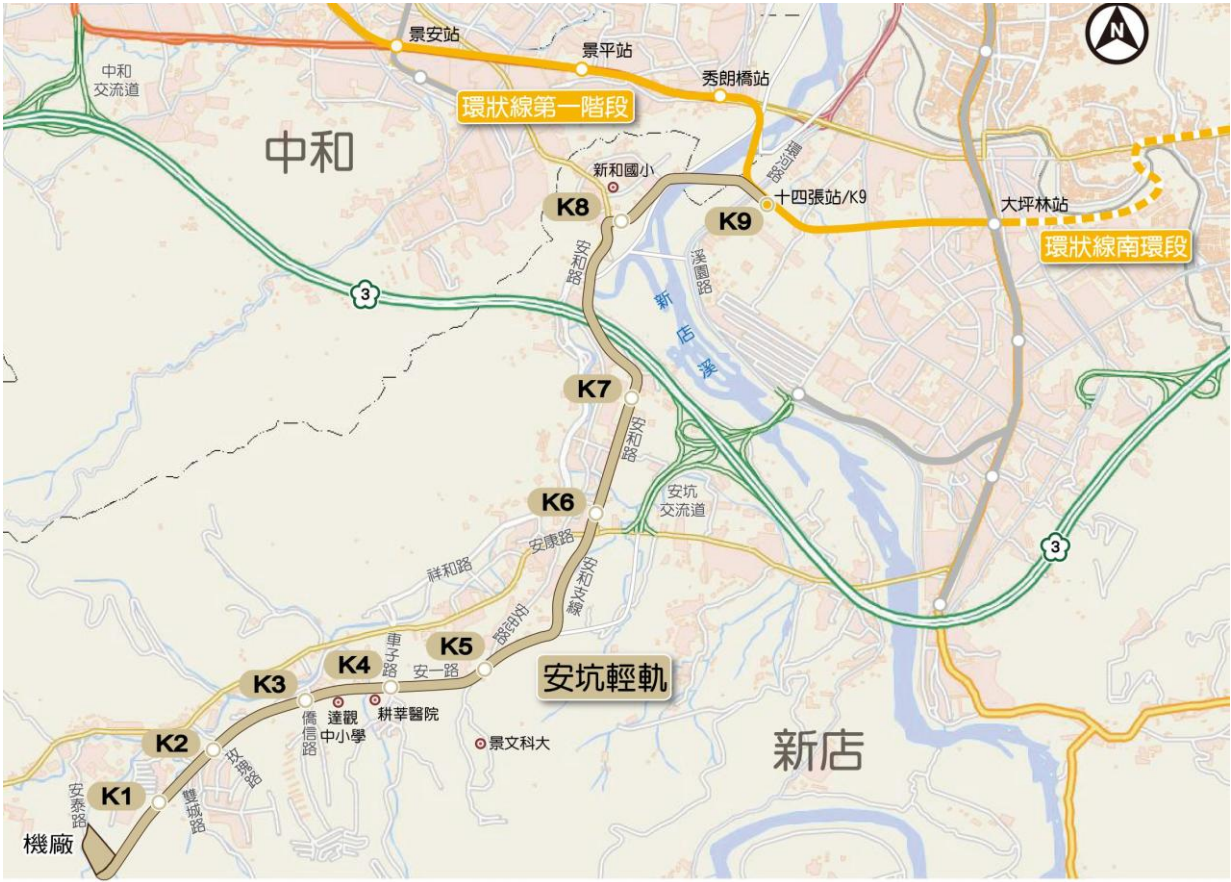 N
景安站
景平站
秀朗橋站
中和
交流道
環狀線第一階段
中和
環河路
新和國小
十四張站/K9
大坪林站
K8
K9
環狀線南環段
安和路
溪園路
3
新店溪
K7
安和路
K6
安坑
交流道
安康路
3
祥和路
安和支線
安忠路
車子路
K5
K4
安一路
安坑輕軌
K3
僑信路
達觀
中小學
耕莘醫院
K2
玫瑰路
景文科大
新店
K1
安泰路
雙城路
機廠